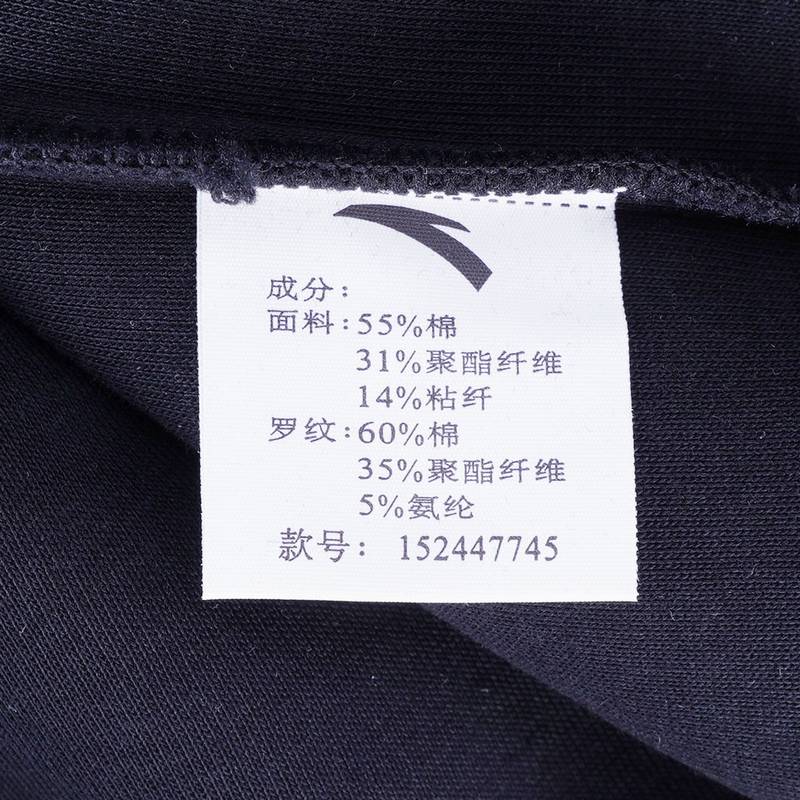 成分:
面料:55%棉
31%聚酯纤维
14%粘纤
罗纹:60%棉
35%聚酯纤维
5%氨纶
款号: 152447745